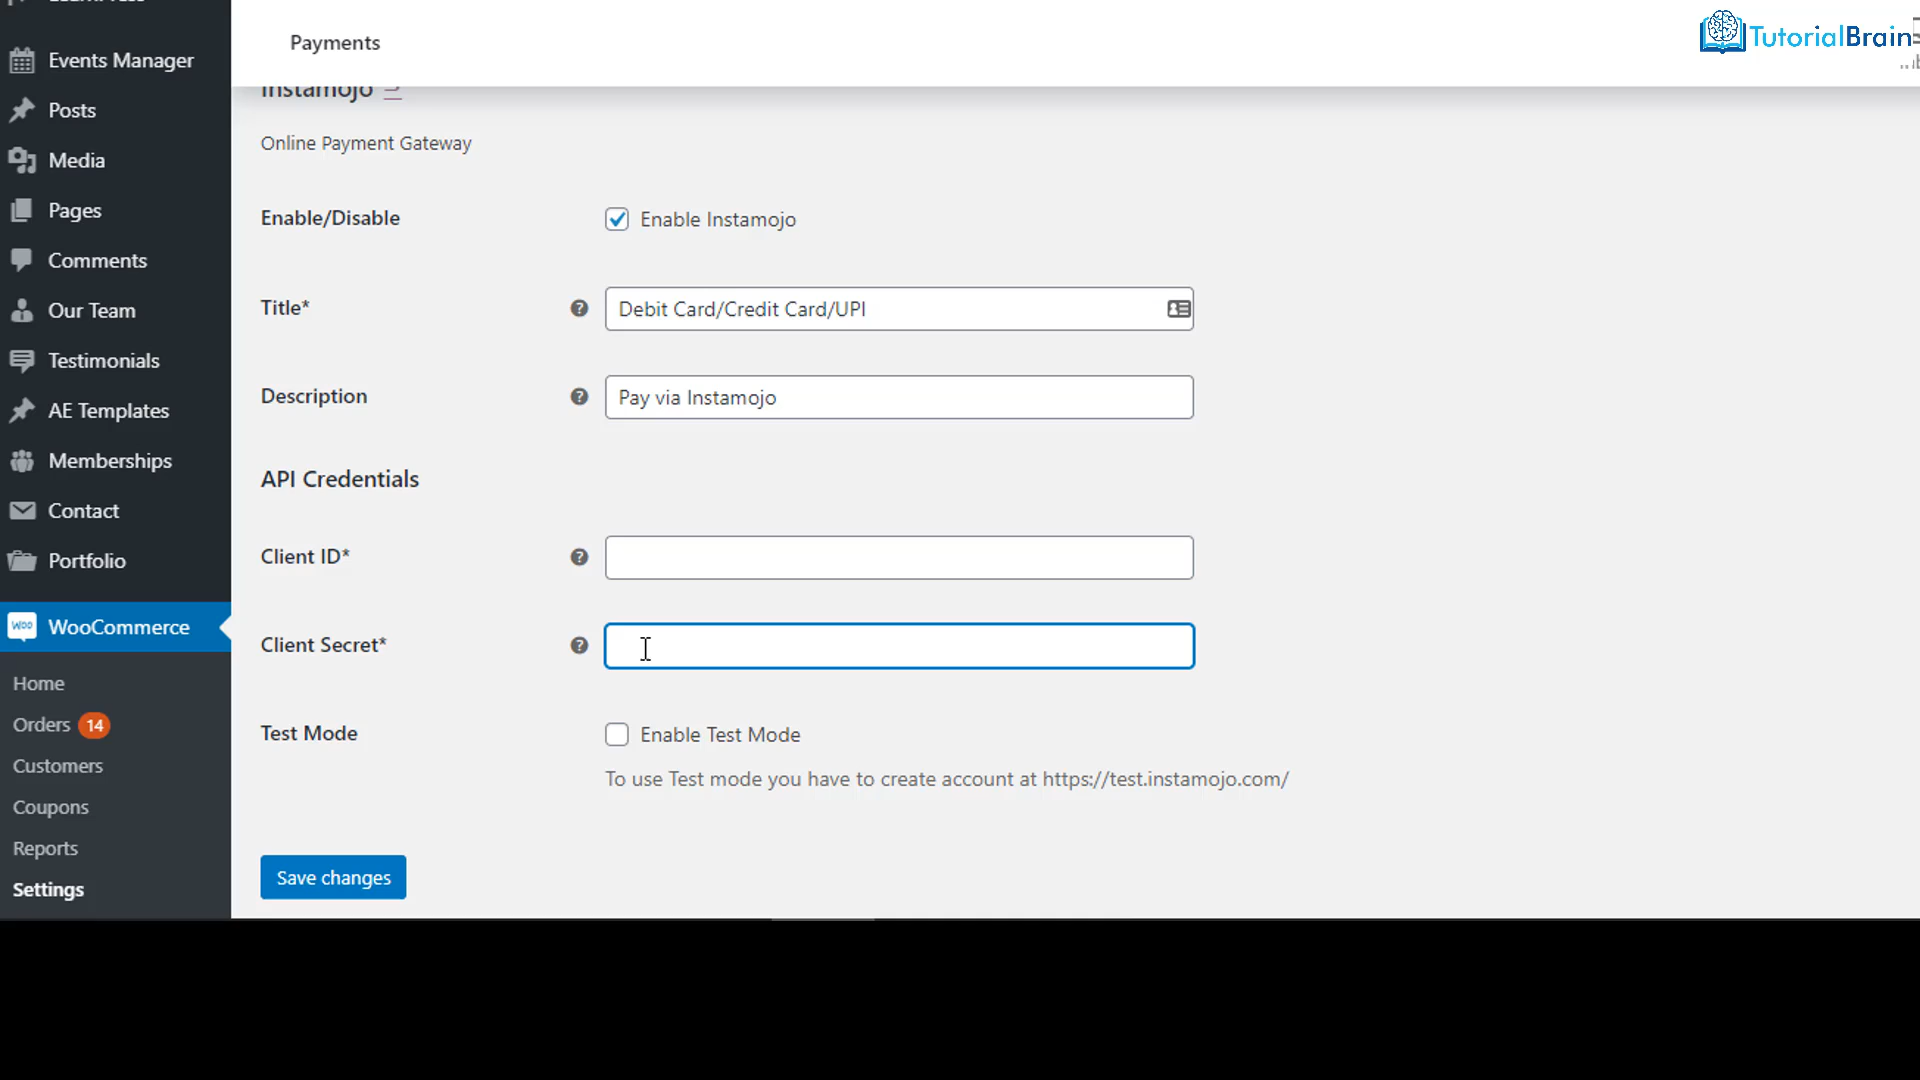 Payments
TutorialBrain
Events Manager
Posts
Media
Pages
Comments
Our Team
Testimonials
AE Templates
Memberships
Contact
Portfolio
WooCommerce
Home
Orders 14
Customers
Coupons
Reports
Settings
Instamojo
Online Payment Gateway
Enable/Disable
Enable Instamojo
Title*
Debit Card/Credit Card/UPI
Description
Pay via Instamojo
API Credentials
Client ID*
Client Secret*
Test Mode
Enable Test Mode
To use Test mode you have to create account at https://test.instamojo.com/
Save changes